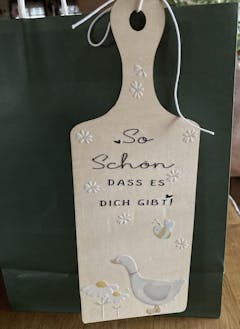 So
Schön
DASS ES
DICH GIBT!